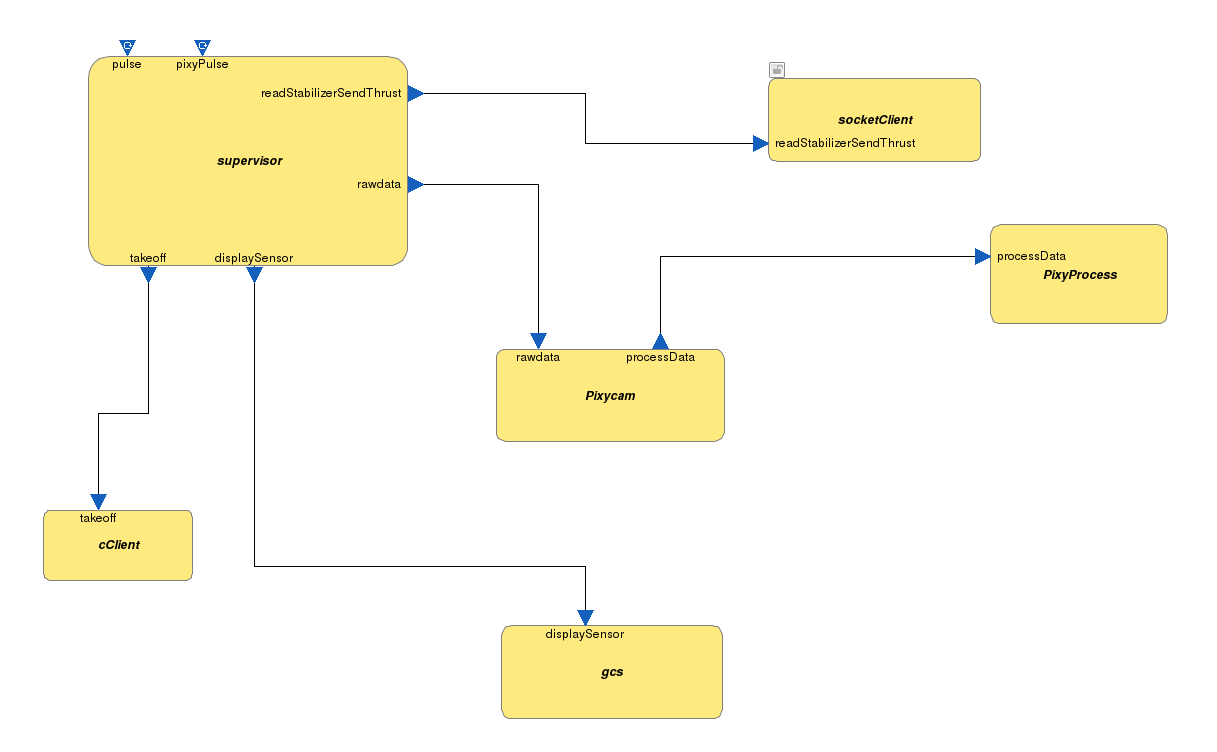 pulse
pixyPulse
readStabilizerSendThrust
supervisor
rawdata
takeoff
displaySensor
socketClient
readStabilizerSendThrust
processData
PixyProcess
rawdata
processData
Pixycam
takeoff
cClient
displaySensor
gcs